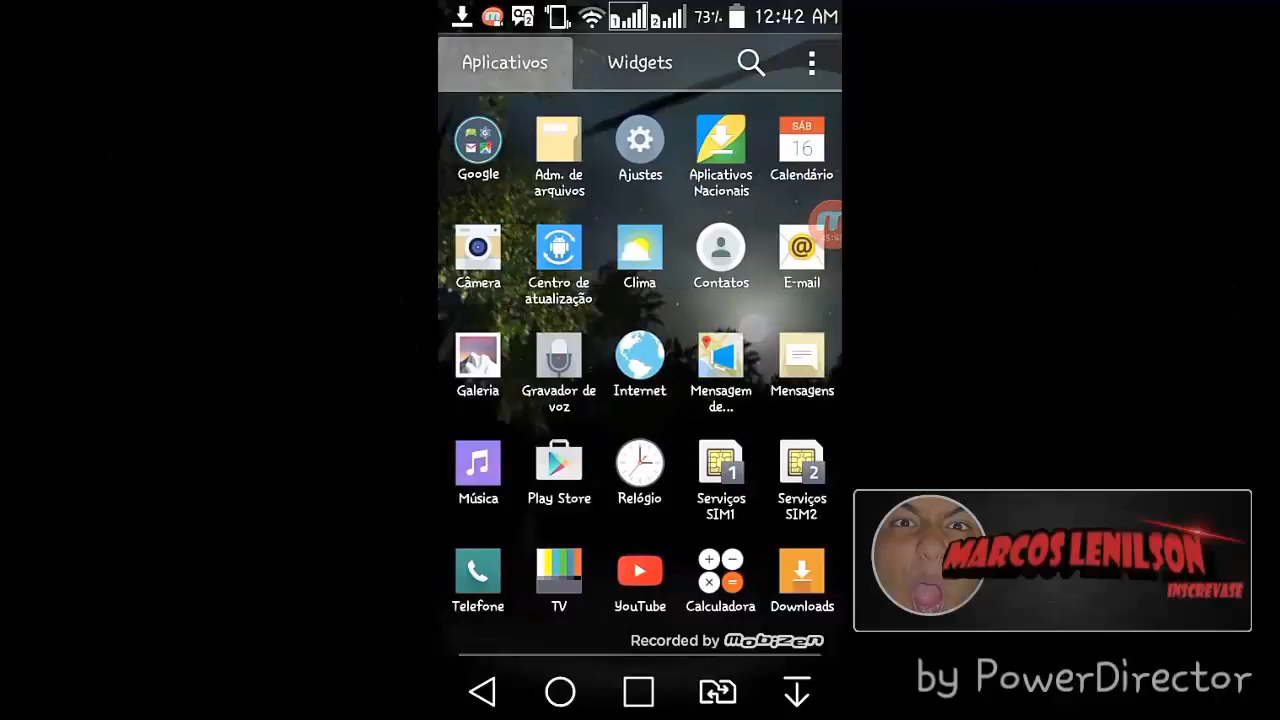 73% 12:42 AM
Aplicativos Widgets
SÁB
16
Google Adm. de arquivos Ajustes Aplicativos Nacionais Calendário
Câmera Centro de atualização Clima Contatos E-mail
Galeria Gravador de voz Internet Mensagem de... Mensagens
1 2
Música Play Store Relógio Serviços SIM1 Serviços SIM2
Telefone TV YouTube Calculadora Downloads
Recorded by mobizen
MARCOS LENILSON
INSCREVASE
by PowerDirector